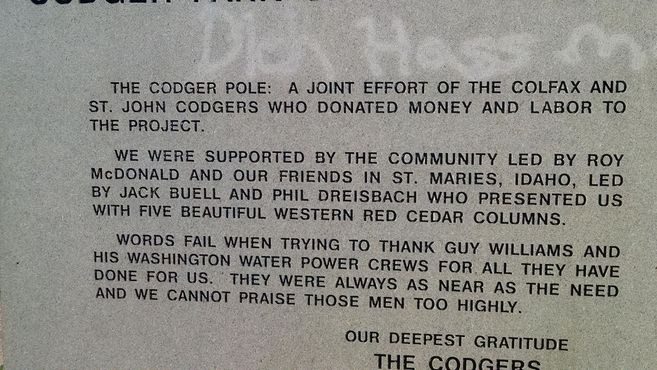 THE CODGER POLE: A JOINT EFFORT OF THE COLFAX AND
ST. JOHN CODGERS WHO DONATED MONEY AND LABOR TO
THE PROJECT.
WE WERE SUPPORTED BY THE COMMUNITY LED BY ROY
McDONALD AND OUR FRIENDS IN ST. MARIES, IDAHO, LED
BY JACK BUELL AND PHIL DREISBACH WHO PRESENTED US
WITH FIVE BEAUTIFUL WESTERN RED CEDAR COLUMNS.
WORDS FAIL WHEN TRYING TO THANK GUY WILLIAMS AND
HIS WASHINGTON WATER POWER CREWS FOR ALL THEY HAVE
DONE FOR US. THEY WERE ALWAYS AS NEAR AS THE NEED
AND WE CANNOT PRAISE THOSE MEN TOO HIGHLY.
OUR DEEPEST GRATITUDE
THE CODGERS